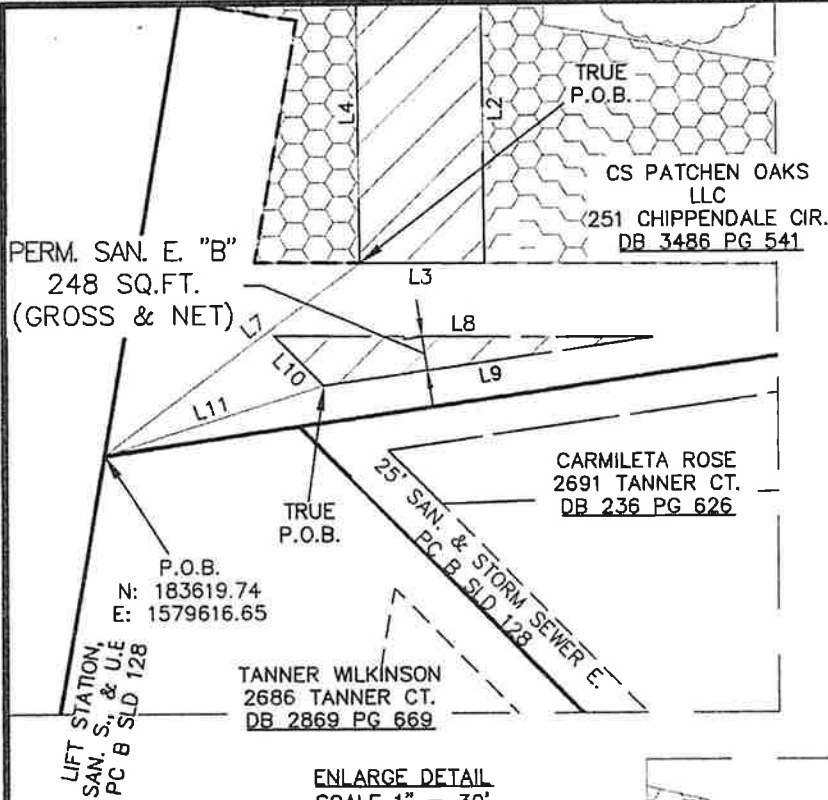 TRUE
P.O.B.
L4
L2
CS PATCHEN OAKS
LLC
251 CHIPPENDALE CIR.
DB 3486 PG 541
PERM. SAN. E. "B"
248 SQ.FT.
(GROSS & NET)
L3
L7
L8
L10
L9
L11
CARMILETA ROSE
2691 TANNER CT.
DB 236 PG 626
TRUE
P.O.B.
25' SAN. & STORM SEWER E.
PC B SLD 128
P.O.B.
N: 183619.74
E: 1579616.65
LIFT STATION,
SAN. S., & U.E
PC B SLD 128
TANNER WILKINSON
2686 TANNER CT.
DB 2869 PG 669
ENLARGE DETAIL
SCALE 1" = 30'